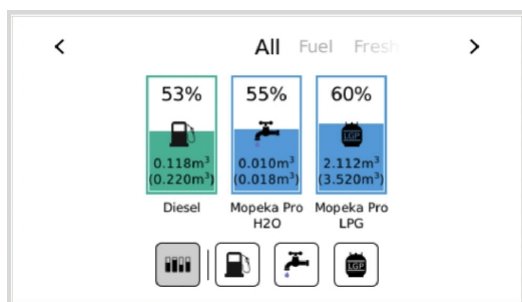 < All Fuel Fresh >
53% 55% 60%
LGP
0.118m³ 0.010m³ 2.112m³
(0.220m³) (0.018m³) (3.520m³)
Diesel Mopeka Pro Mopeka Pro
H2O LPG
LGP